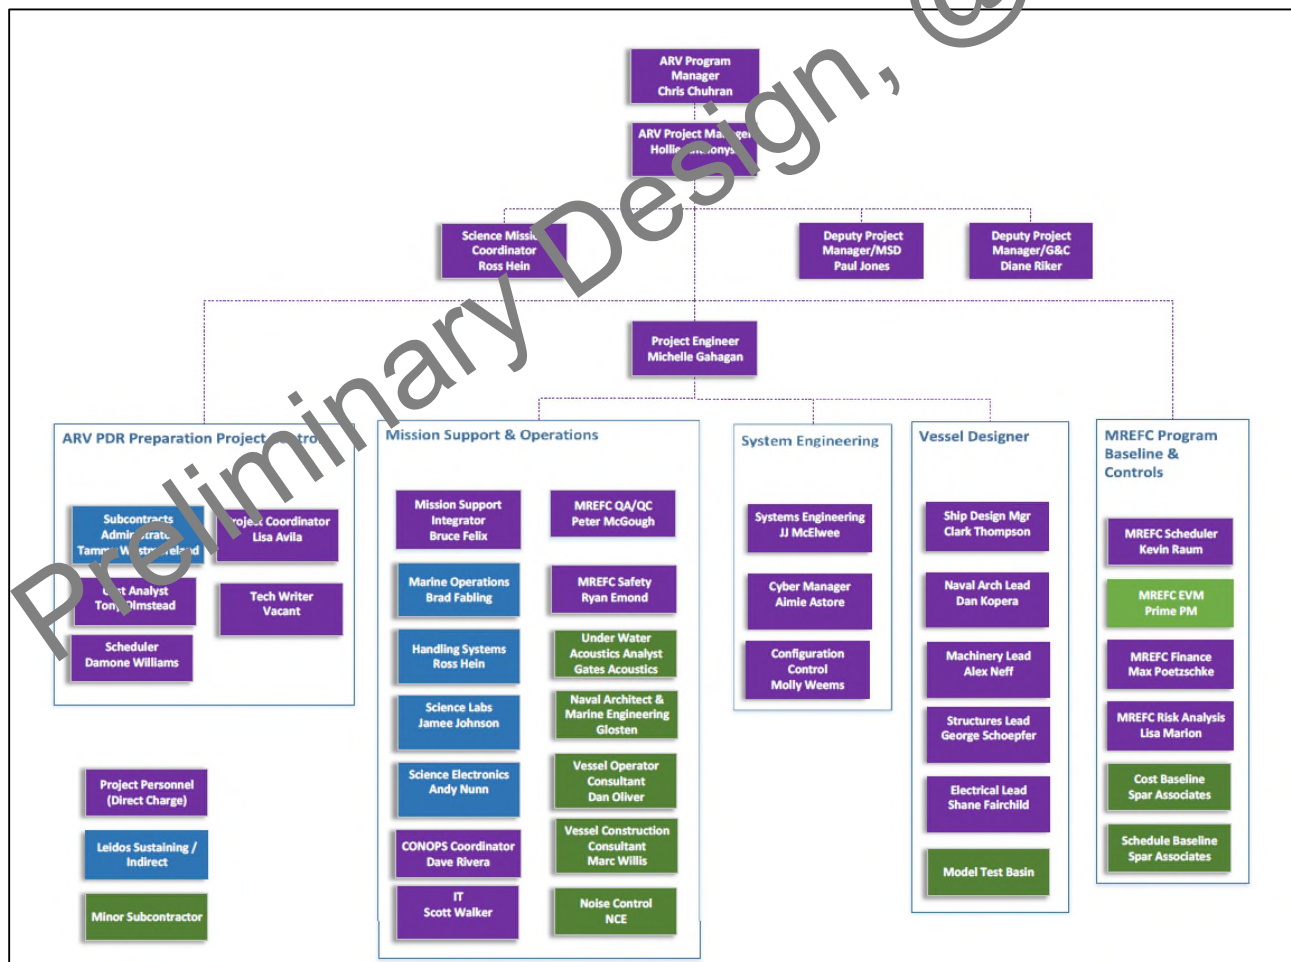 ARV Program
Manager
Chris Chuhran
ARV Project Manager
Hollie
Science Mission
Coordinator
Ross Hein
Deputy Project
Manager/MSD
Paul Jones
Deputy Project
Manager/G&C
Diane Riker
Project Engineer
Michelle Gahagan
ARV PDR Preparation Project Control
Subcontracts
Administrator
Tammy Westmoreland
Project Coordinator
Lisa Avila
Cost Analyst
Tony Olmstead
Tech Writer
Vacant
Scheduler
Damone Williams
Mission Support & Operations
Mission Support
Integrator
Bruce Felix
Marine Operations
Brad Fabling
Handling Systems
Ross Hein
Science Labs
Jamee Johnson
Science Electronics
Andy Nunn
CONOPS Coordinator
Dave Rivera
IT
Scott Walker
MREFC QA/QC
Peter McGough
MREFC Safety
Ryan Emond
Under Water
Acoustics Analyst
Gates Acoustics
Naval Architect &
Marine Engineering
Glosten
Vessel Operator
Consultant
Dan Oliver
Vessel Construction
Consultant
Marc Willis
Noise Control
NCE
System Engineering
Systems Engineering
JJ McElwee
Cyber Manager
Aimie Astore
Configuration
Control
Molly Weems
Vessel Designer
Ship Design Mgr
Clark Thompson
Naval Arch Lead
Dan Kopera
Machinery Lead
Alex Neff
Structures Lead
George Schoepfer
Electrical Lead
Shane Fairchild
Model Test Basin
MREFC Program
Baseline &
Controls
MREFC Scheduler
Kevin Raum
MREFC EVM
Prime PM
MREFC Finance
Max Poetzschke
MREFC Risk Analysis
Lisa Marion
Cost Baseline
Spar Associates
Schedule Baseline
Spar Associates
Project Personnel
(Direct Charge)
Leidos Sustaining /
Indirect
Minor Subcontractor
Preliminary Design, @